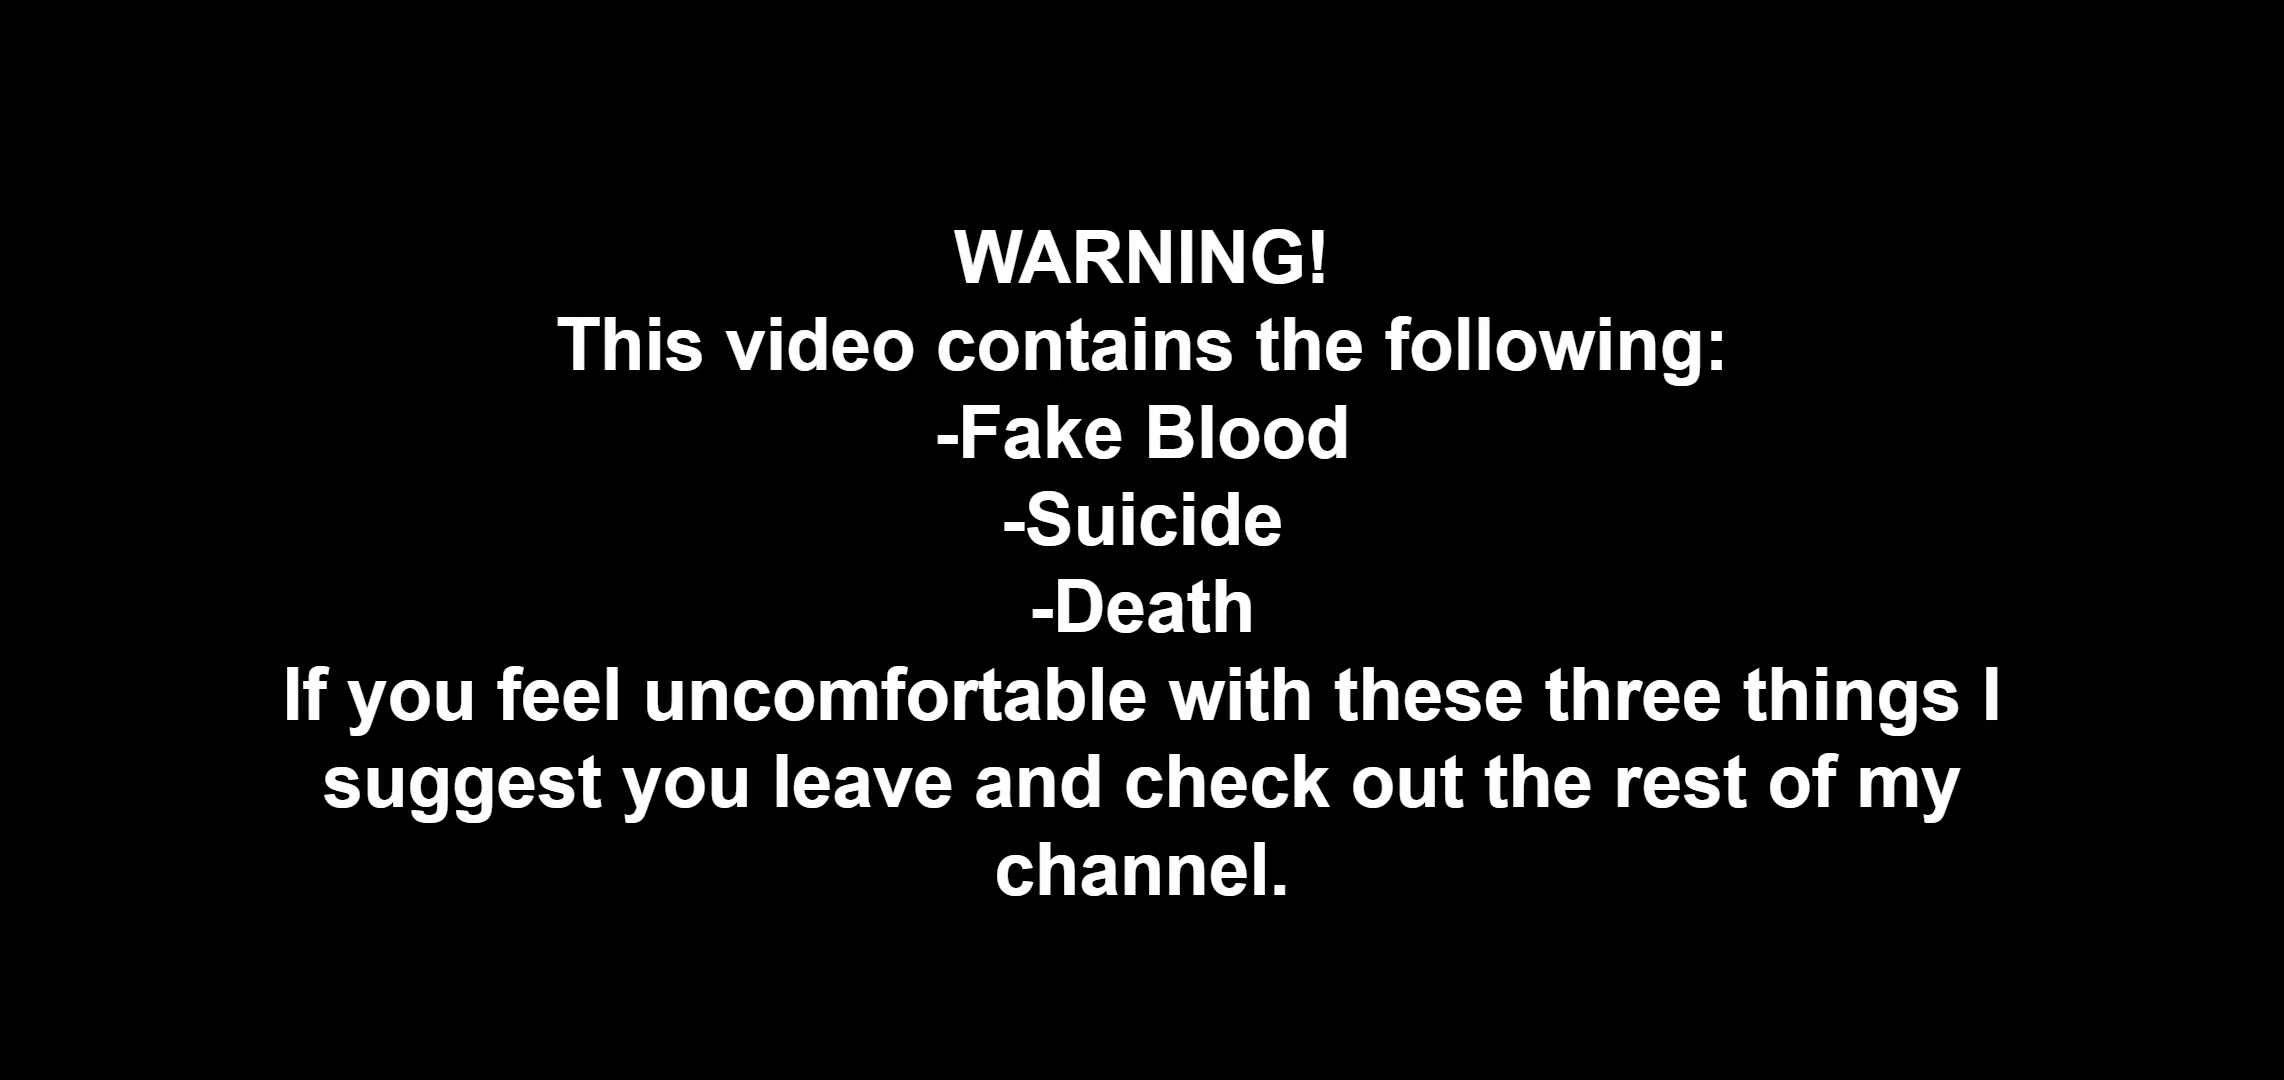 WARNING!
This video contains the following:
-Fake Blood
-Suicide
-Death
If you feel uncomfortable with these three things I
suggest you leave and check out the rest of my
channel.